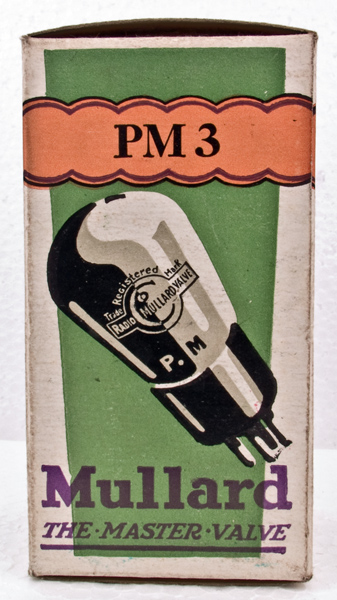 PM 3
Trade Registered Mark
RADIO MULLARD VALVE
P.M
Mullard
THE·MASTER·VALVE